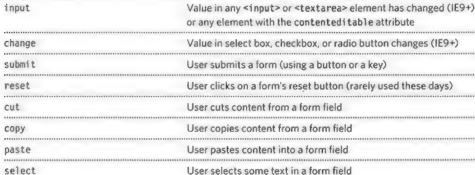 input Value in any <input> or <textarea> element has changed (IE9+)
or any element with the contenteditable attribute
change Value in select box, checkbox, or radio button changes (IE9+)
submit User submits a form (using a button or a key)
reset User clicks on a form's reset button (rarely used these days)
cut User cuts content from a form field
copy User copies content from a form field
paste User pastes content into a form field
select User selects some text in a form field